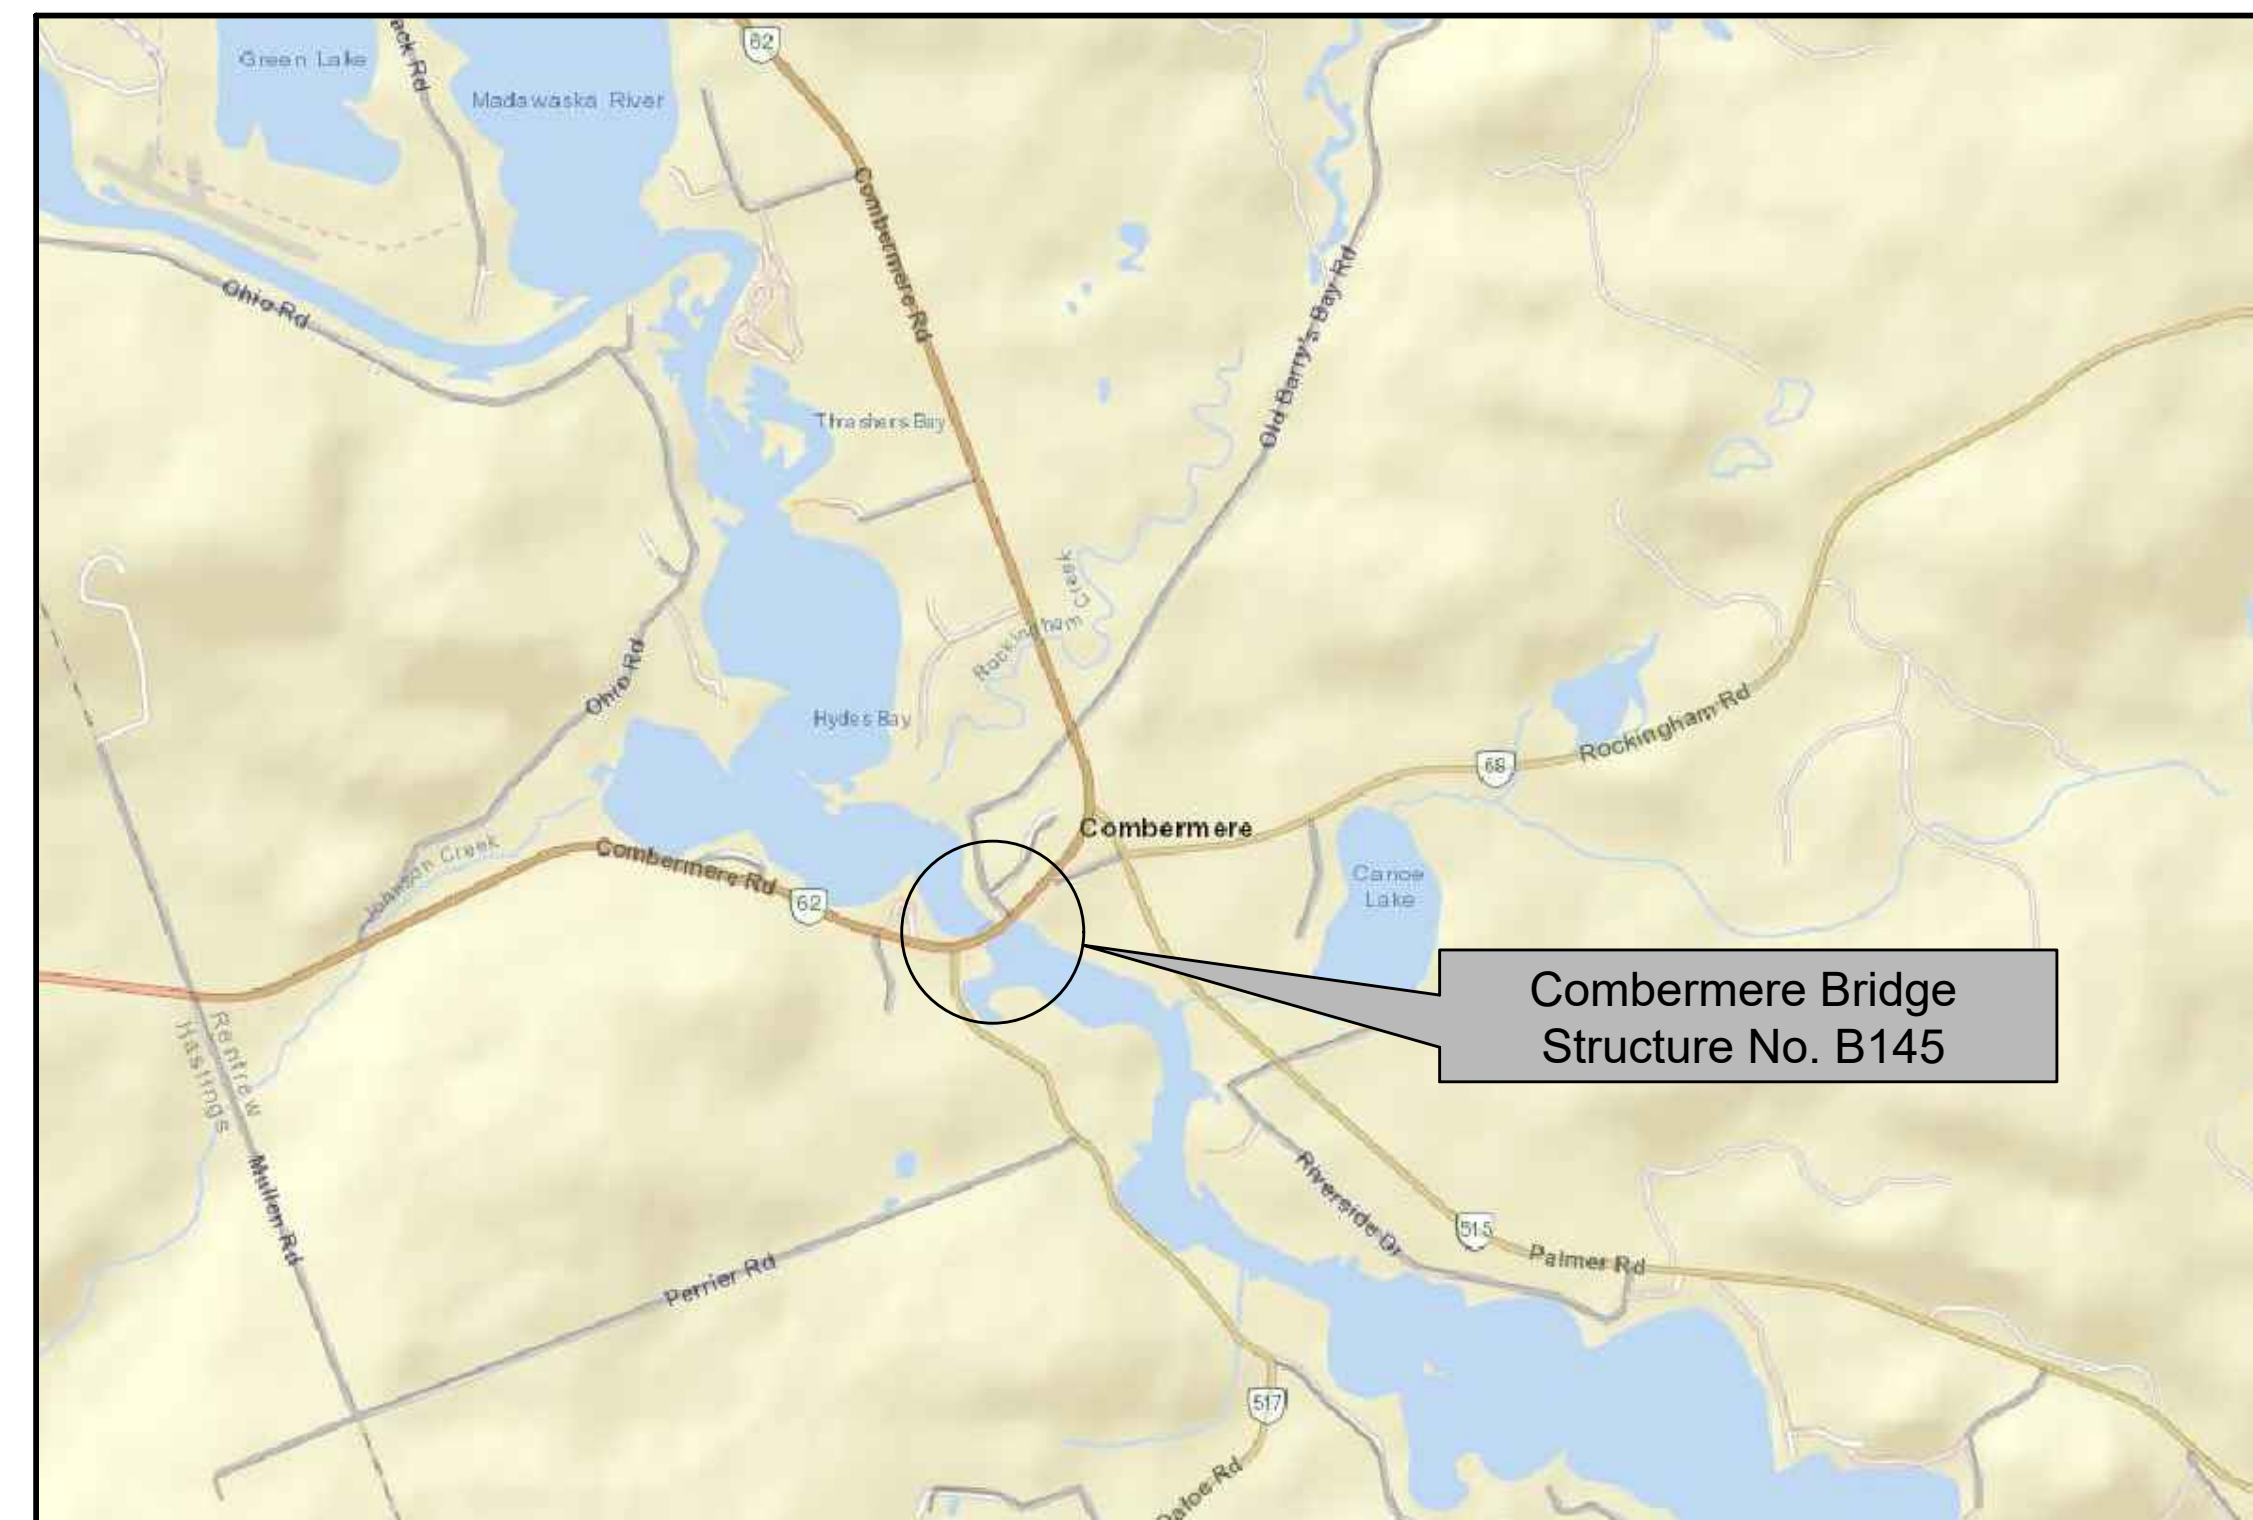 62
Green Lake
Madawaska River
Combermere Rd
Ohio Rd
Old Barry's Bay Rd
Thrashers Bay
Rockingham Creek
Ohio Rd
Hydes Bay
Rockingham Rd
68
Combermere
Johnson Creek
Combermere Rd
62
Canoe
Lake
Combermere Bridge
Structure No. B145
Renfrew
Hastings
Mullen Rd
Riverside Dr
515
Palmer Rd
Perrier Rd
517
Dafoe Rd